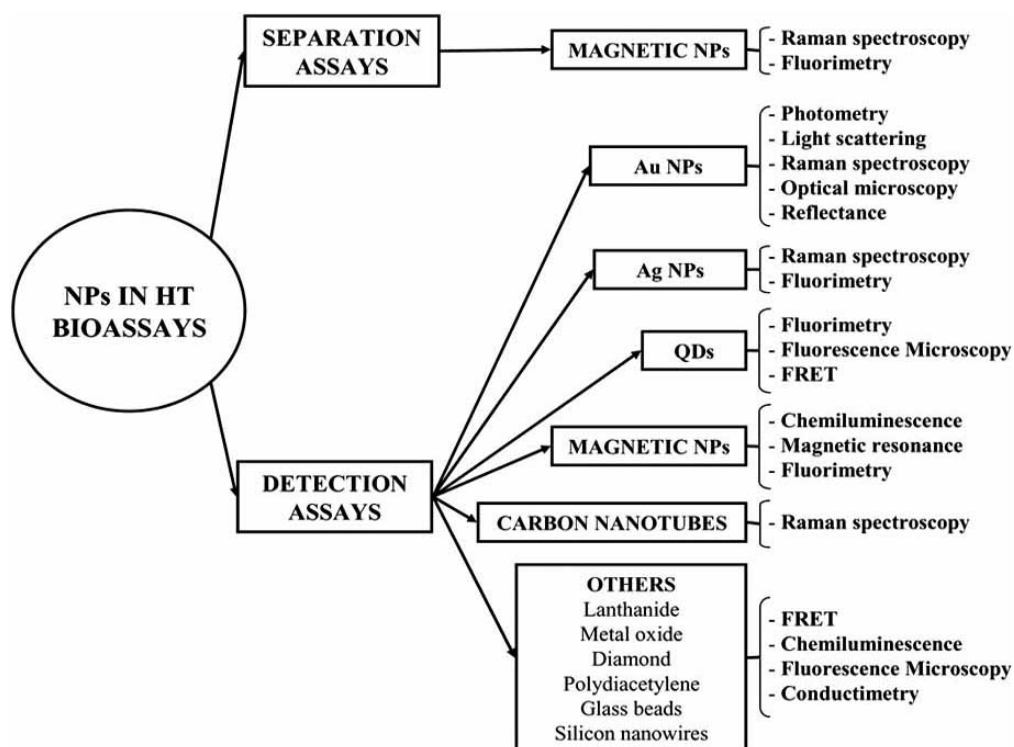 SEPARATION
ASSAYS
MAGNETIC NPs
- Raman spectroscopy
- Fluorimetry
Au NPs
- Photometry
- Light scattering
- Raman spectroscopy
- Optical microscopy
- Reflectance
Ag NPs
- Raman spectroscopy
- Fluorimetry
NPs IN HT
BIOASSAYS
QDs
- Fluorimetry
- Fluorescence Microscopy
- FRET
DETECTION
ASSAYS
MAGNETIC NPs
- Chemiluminescence
- Magnetic resonance
- Fluorimetry
CARBON NANOTUBES
- Raman spectroscopy
OTHERS
Lanthanide
Metal oxide
Diamond
Polydiacetylene
Glass beads
Silicon nanowires
- FRET
- Chemiluminescence
- Fluorescence Microscopy
- Conductimetry